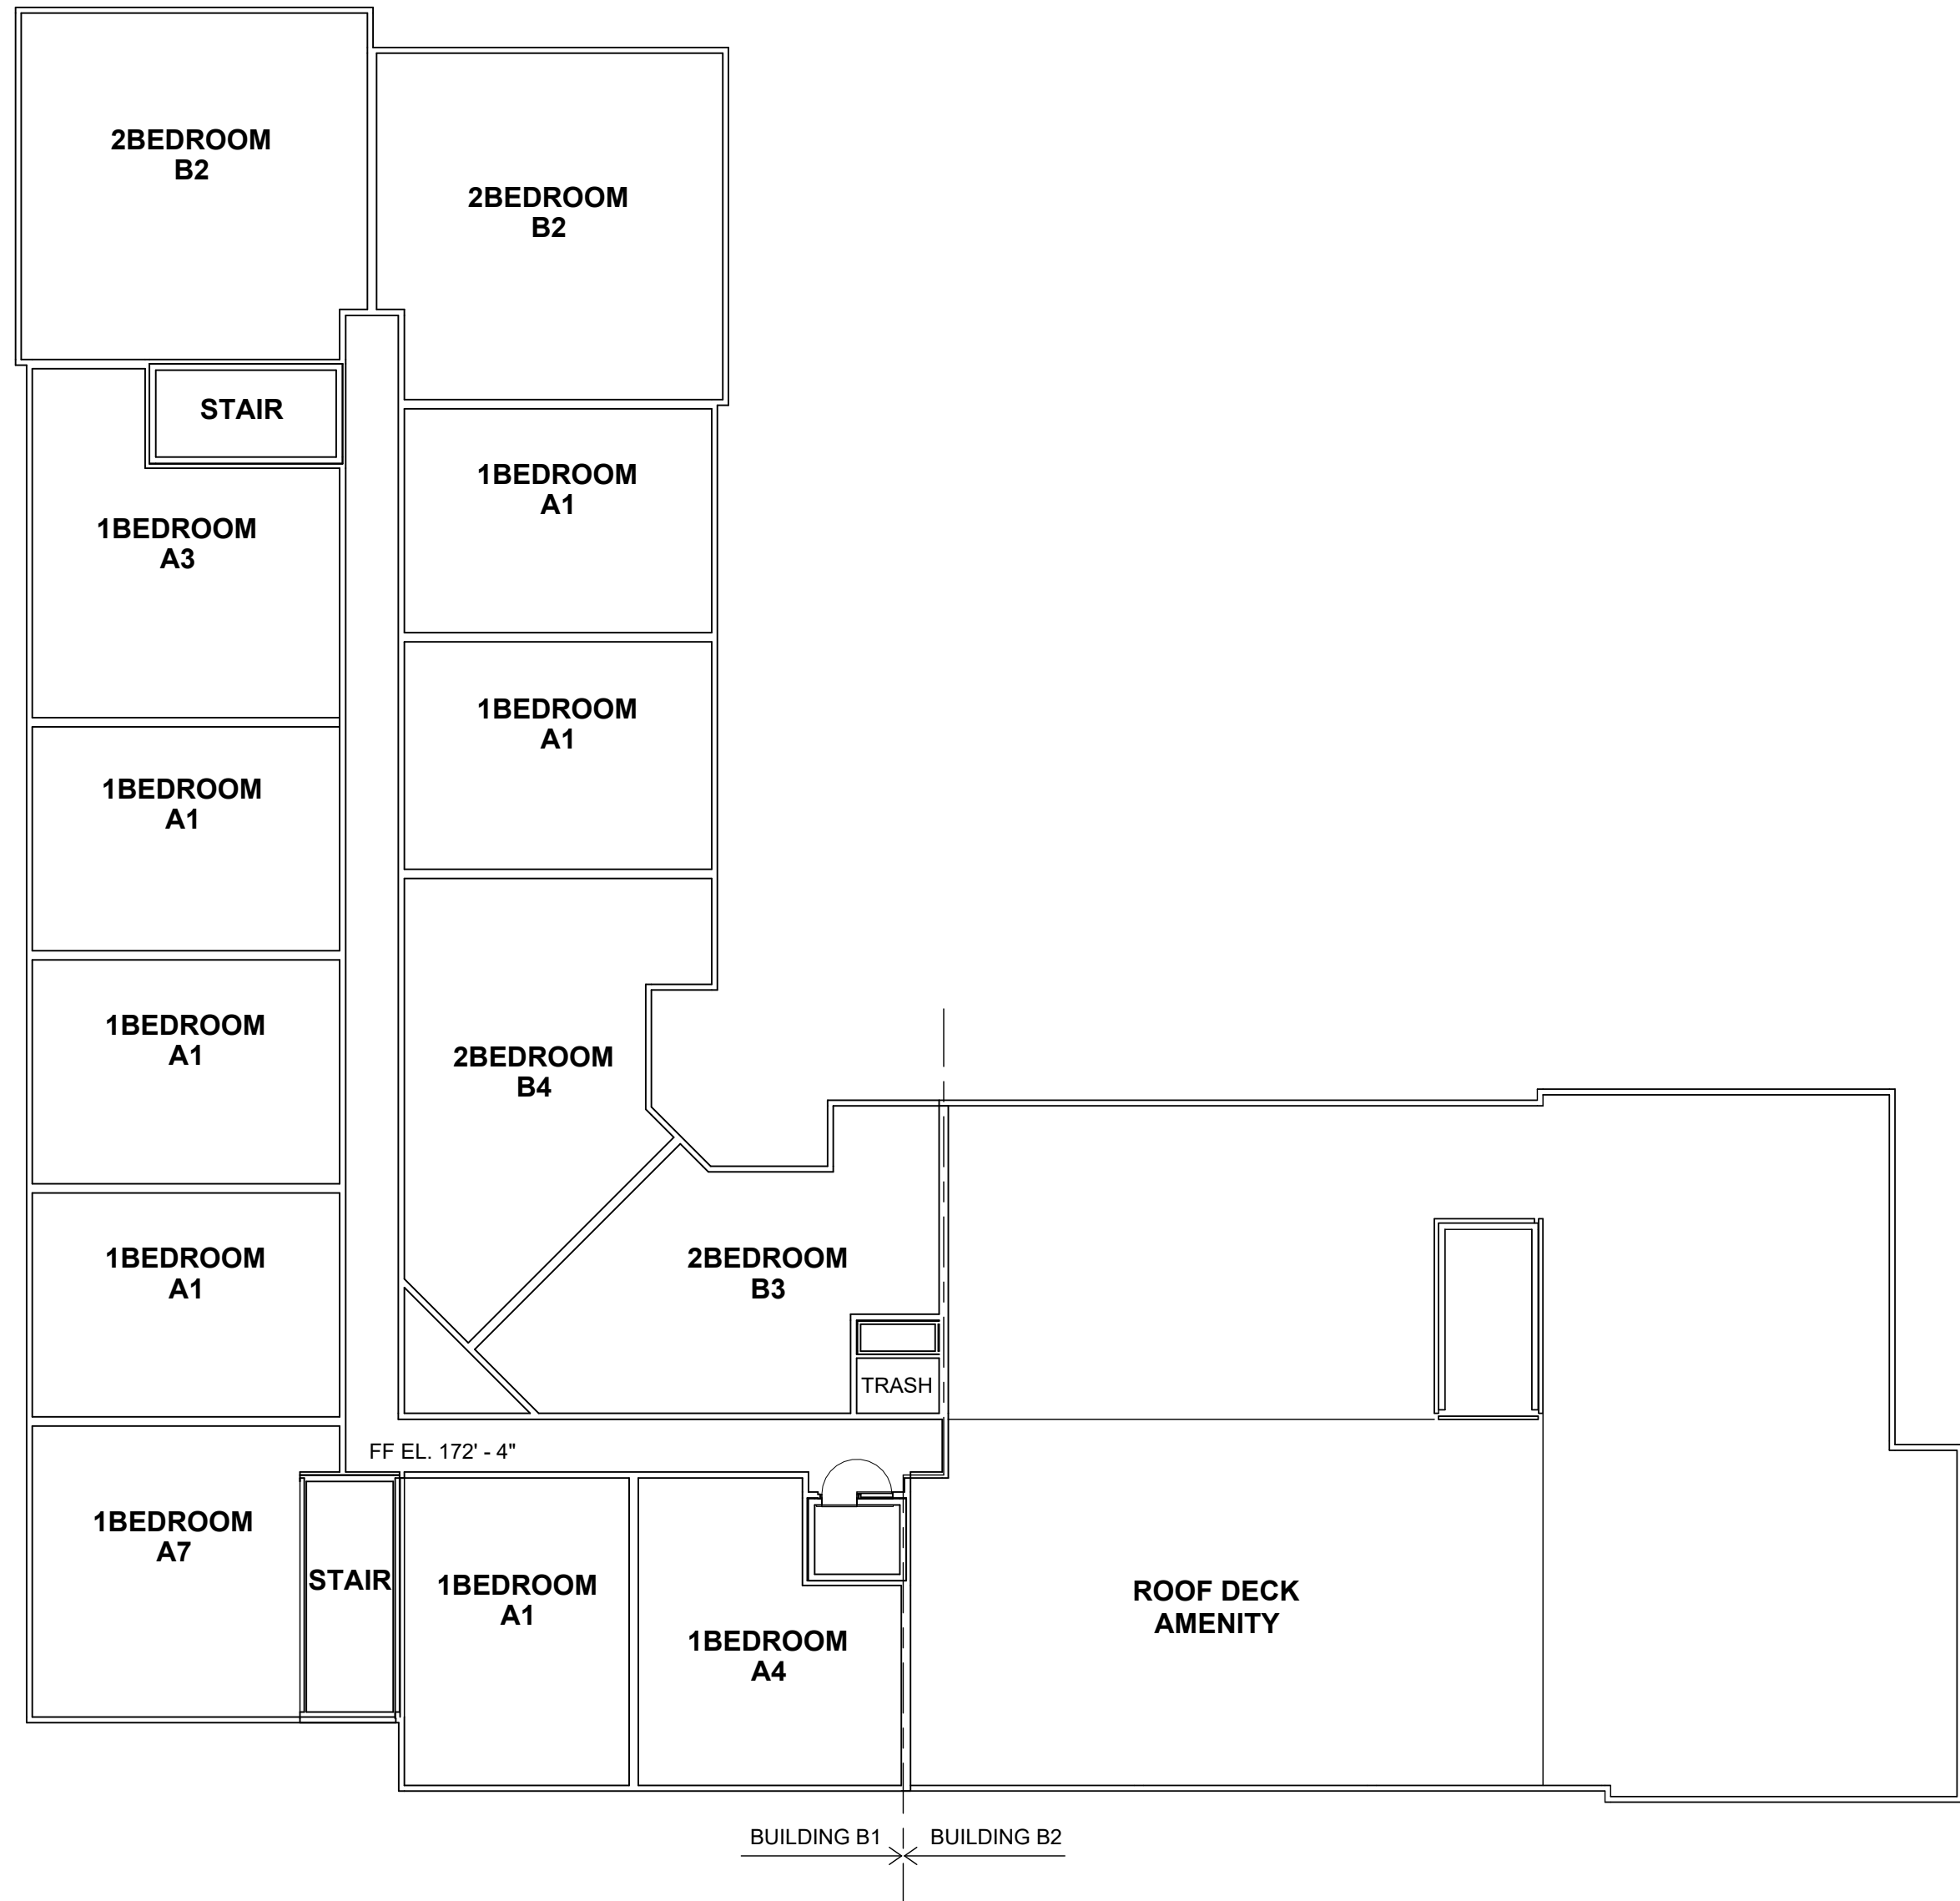 2BEDROOM
B2
2BEDROOM
B2
STAIR
1BEDROOM
A1
1BEDROOM
A3
1BEDROOM
A1
1BEDROOM
A1
1BEDROOM
A1
2BEDROOM
B4
1BEDROOM
A1
2BEDROOM
B3
TRASH
FF EL. 172' - 4"
1BEDROOM
A7
STAIR
1BEDROOM
A1
1BEDROOM
A4
ROOF DECK
AMENITY
BUILDING B1
BUILDING B2